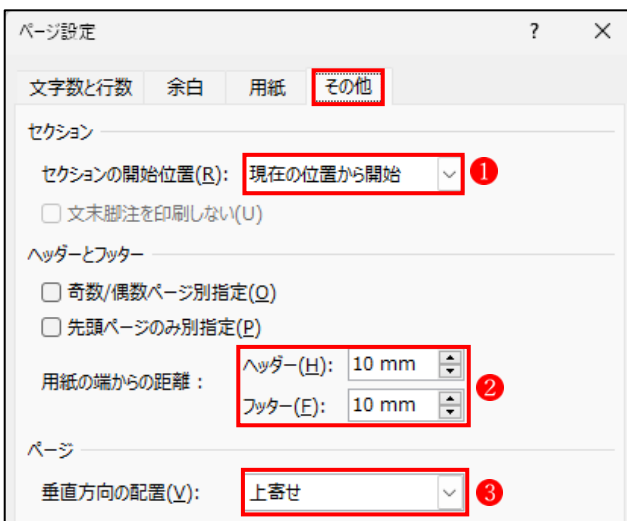 ページ設定 ?
文字数と行数 余白 用紙 その他
セクション
セクションの開始位置(R): 現在の位置から開始 ❶
文末脚注を印刷しない(U)
ヘッダーとフッター
奇数/偶数ページ別指定(O)
先頭ページのみ別指定(P)
用紙の端からの距離: ヘッダー(H): 10 mm ❷
フッター(F): 10 mm
ページ
垂直方向の配置(V): 上寄せ ❸